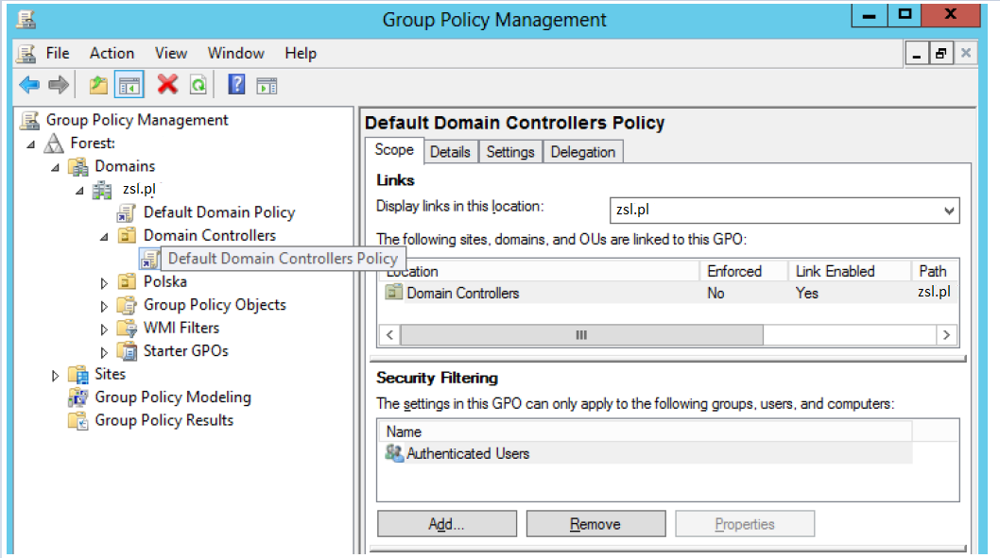 Group Policy Management
File Action View Window Help
Group Policy Management
Forest:
Domains
zsl.pl
Default Domain Policy
Domain Controllers
Default Domain Controllers Policy
Polska
Group Policy Objects
WMI Filters
Starter GPOs
Sites
Group Policy Modeling
Group Policy Results
Default Domain Controllers Policy
Scope Details Settings Delegation
Links
Display links in this location: zsl.pl
The following sites, domains, and OUs are linked to this GPO:
Location Enforced Link Enabled Path
Domain Controllers No Yes zsl.pl
Security Filtering
The settings in this GPO can only apply to the following groups, users, and computers:
Name
Authenticated Users
Add... Remove Properties